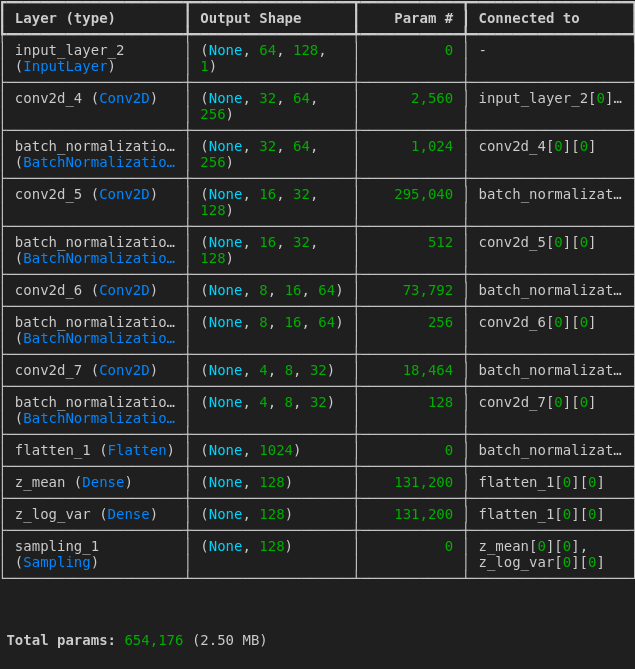 Layer (type) Output Shape Param # Connected to
input_layer_2 (None, 64, 128, 0 -
(InputLayer) 1)
conv2d_4 (Conv2D) (None, 32, 64, 2,560 input_layer_2[0]…
256)
batch_normalizatio… (None, 32, 64, 1,024 conv2d_4[0][0]
(BatchNormalizatio… 256)
conv2d_5 (Conv2D) (None, 16, 32, 295,040 batch_normalizat…
128)
batch_normalizatio… (None, 16, 32, 512 conv2d_5[0][0]
(BatchNormalizatio… 128)
conv2d_6 (Conv2D) (None, 8, 16, 64) 73,792 batch_normalizat…
batch_normalizatio… (None, 8, 16, 64) 256 conv2d_6[0][0]
(BatchNormalizatio…
conv2d_7 (Conv2D) (None, 4, 8, 32) 18,464 batch_normalizat…
batch_normalizatio… (None, 4, 8, 32) 128 conv2d_7[0][0]
(BatchNormalizatio…
flatten_1 (Flatten) (None, 1024) 0 batch_normalizat…
z_mean (Dense) (None, 128) 131,200 flatten_1[0][0]
z_log_var (Dense) (None, 128) 131,200 flatten_1[0][0]
sampling_1 (None, 128) 0 z_mean[0][0],
(Sampling) z_log_var[0][0]
Total params: 654,176 (2.50 MB)